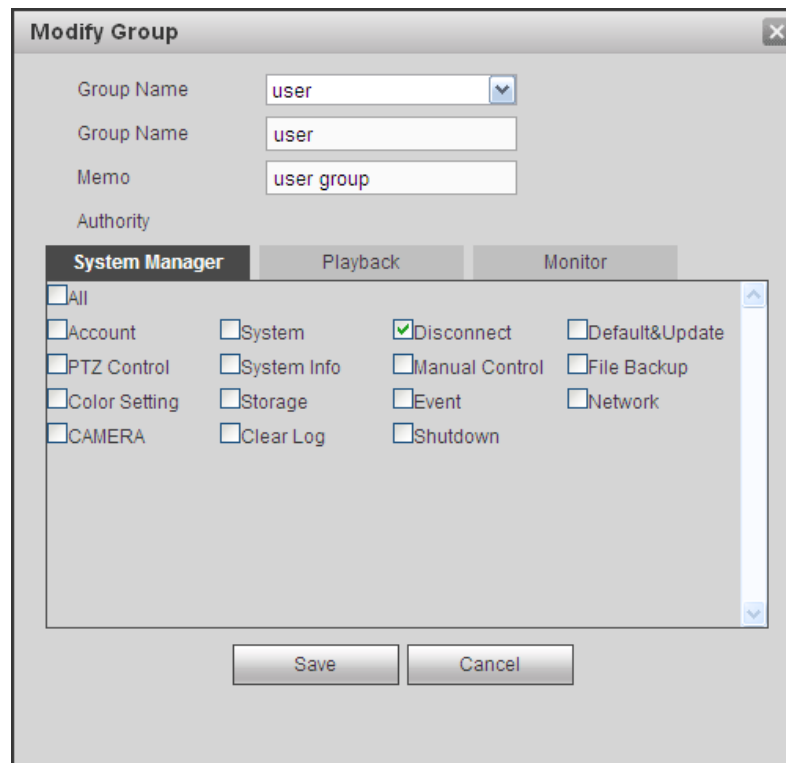 Modify Group
Group Name user
Group Name user
Memo user group
Authority
System Manager Playback Monitor
All
Account System Disconnect Default&Update
PTZ Control System Info Manual Control File Backup
Color Setting Storage Event Network
CAMERA Clear Log Shutdown
Save Cancel